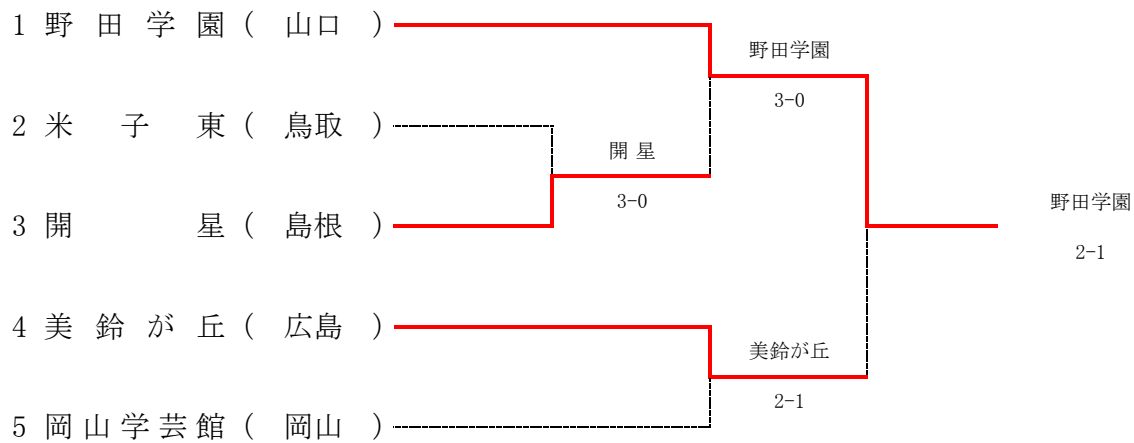 1 野田学園 ( 山口 )
野田学園
3-0
2 米子東 ( 鳥取 )
開 星
3-0
野田学園
2-1
3 開星 ( 島根 )
4 美鈴が丘 ( 広島 )
美鈴が丘
2-1
5 岡山学芸館 ( 岡山 )